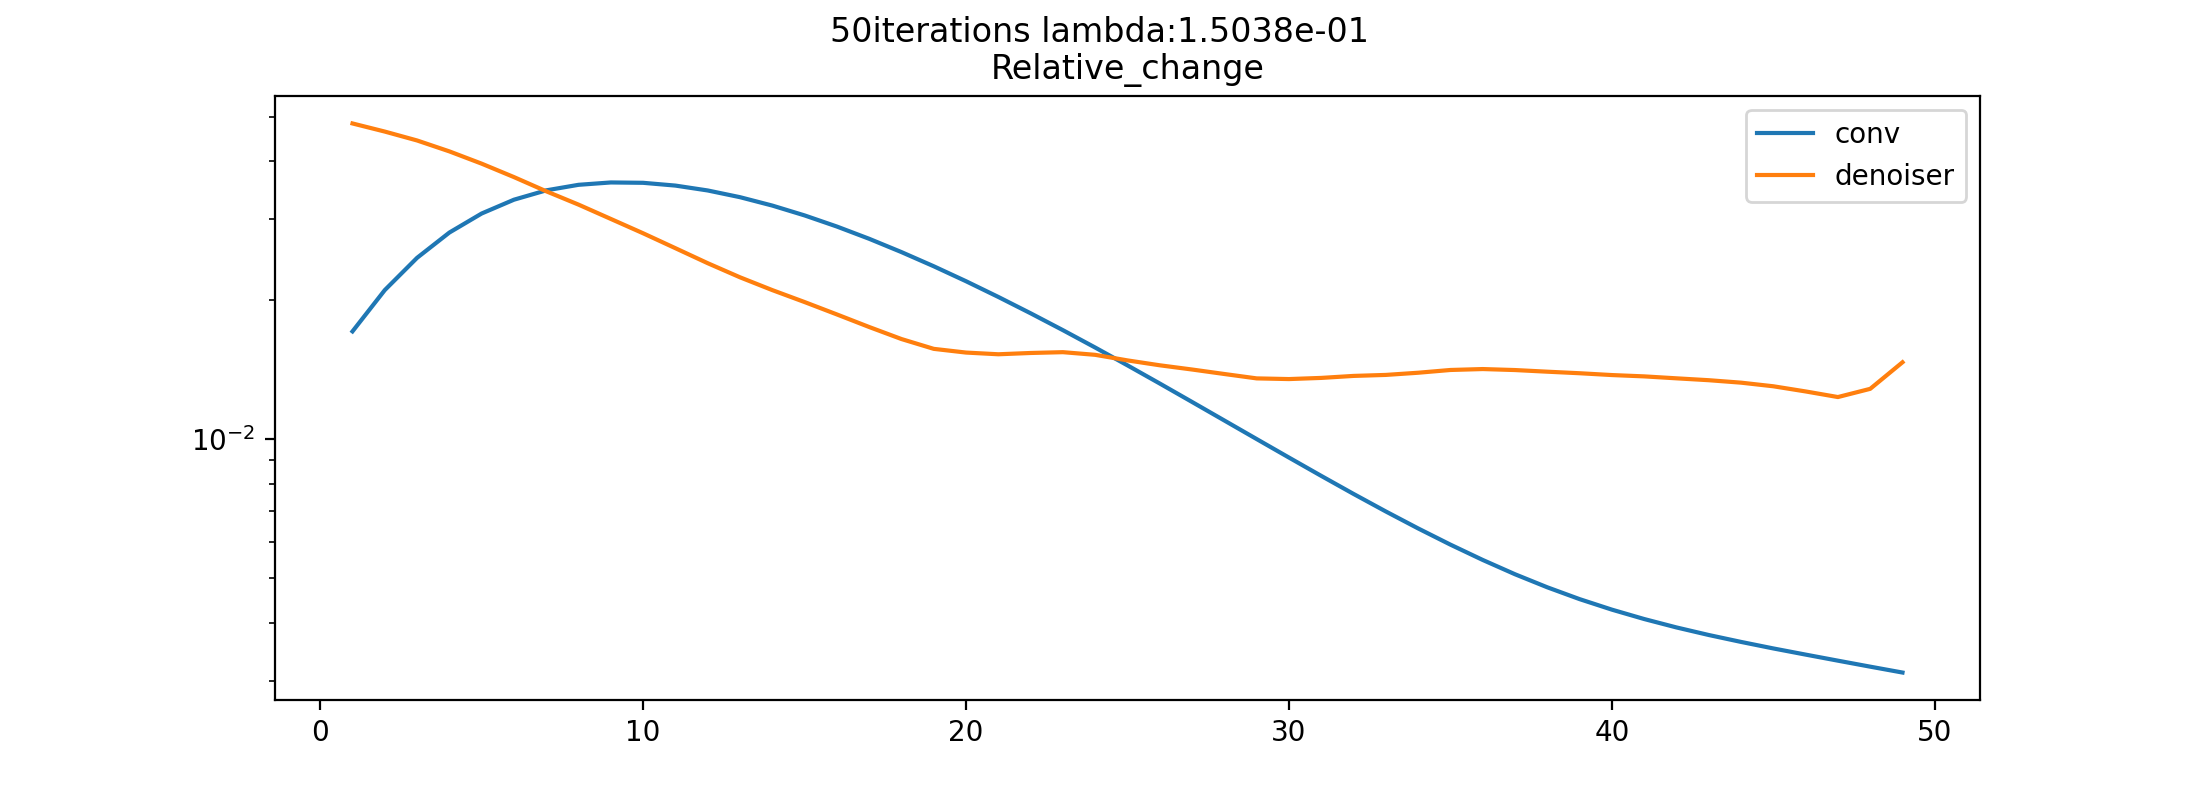 50iterations lambda:1.5038e-01
Relative_change
conv
denoiser
10⁻²
0 10 20 30 40 50